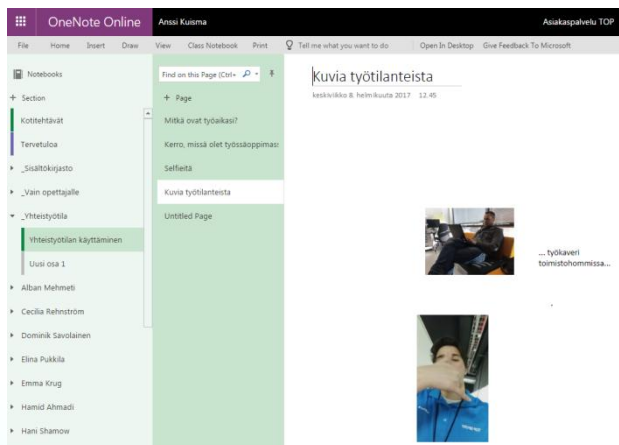 OneNote Online
Anssi Kuisma
Asiakaspalvelu TOP
File Home Insert Draw View Class Notebook Print Tell me what you want to do Open In Desktop Give Feedback To Microsoft
Notebooks
+ Section
Kotitehtävät
Tervetuloa
_Sisältökirjasto
_Vain opettajalle
_Yhteistyötila
Yhteistyötilan käyttäminen
Uusi osa 1
Alban Mehmeti
Cecilia Rehnström
Dominik Savolainen
Elina Pukkila
Emma Krug
Hamid Ahmadi
Hani Shamow
Find on this Page (Ctrl+
+ Page
Mitkä ovat työaikasi?
Kerro, missä olet työssäoppimas
Selfieitä
Kuvia työtilanteista
Untitled Page
Kuvia työtilanteista
keskiviikko 8. helmikuuta 2017 12.45
... työkaveri
toimistohommissa...
.